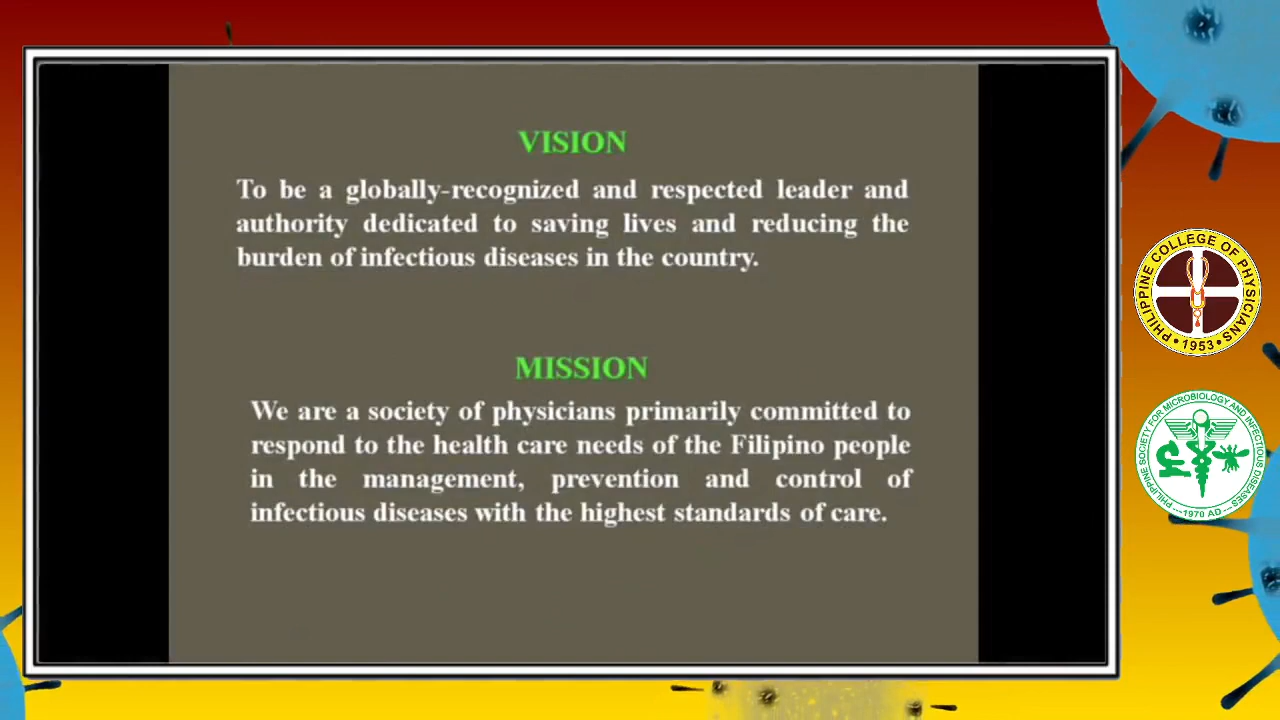 VISION
To be a globally-recognized and respected leader and
authority dedicated to saving lives and reducing the
burden of infectious diseases in the country.
MISSION
We are a society of physicians primarily committed to
respond to the health care needs of the Filipino people
in the management, prevention and control of
infectious diseases with the highest standards of care.
PHILIPPINE COLLEGE OF PHYSICIANS
• 1953 •
PHILIPPINE SOCIETY FOR MICROBIOLOGY AND INFECTIOUS DISEASES
---1970 AD---